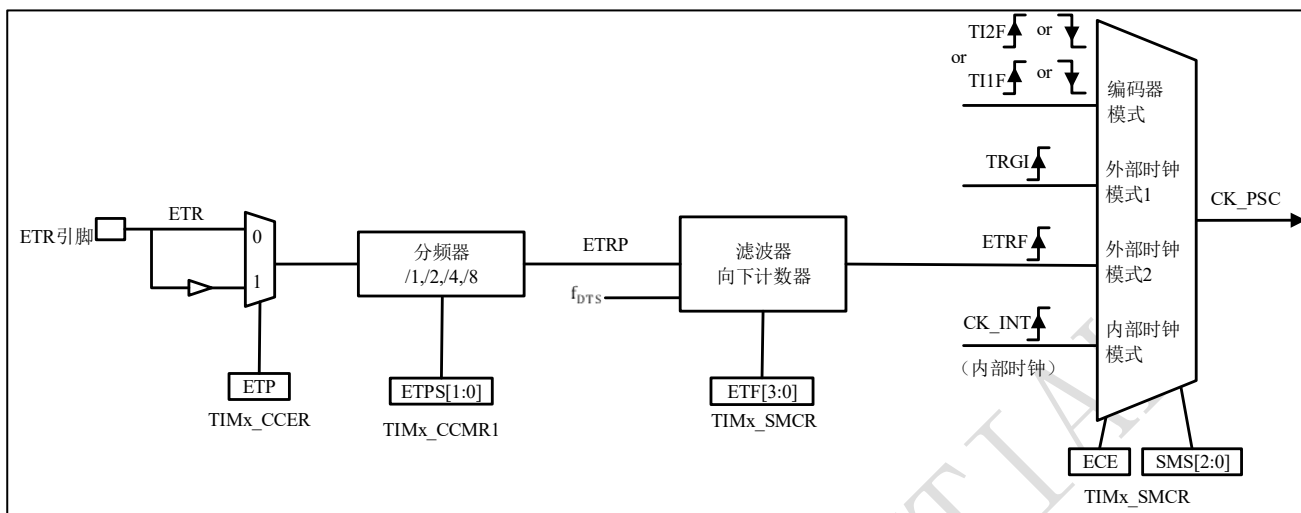 TI2F or
or
TI1F or
编码器
模式
TRGI
外部时钟
模式1
CK_PSC
ETR引脚
ETR
0
1
分频器
/1,/2,/4,/8
ETRP
f_DTS
滤波器
向下计数器
ETRF
外部时钟
模式2
CK_INT
（内部时钟）
内部时钟
模式
ETP
TIMx_CCER
ETPS[1:0]
TIMx_CCMR1
ETF[3:0]
TIMx_SMCR
ECE
SMS[2:0]
TIMx_SMCR